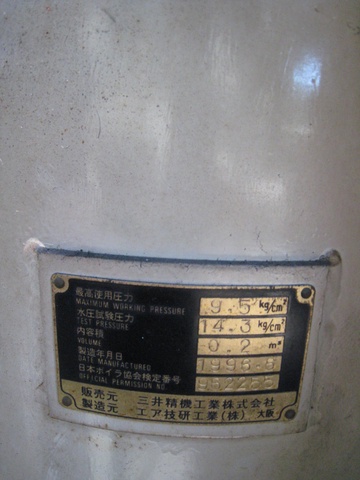 最高使用圧力 9.5 kg/cm²
MAXIMUM WORKING PRESSURE
水圧試験圧力 14.3 kg/cm²
TEST PRESSURE
内容積 0.2 m³
VOLUME
製造年月日 1998.8
DATE MANUFACTURED
日本ボイラ協会検定番号
OFFICIAL PERMISSION NO.
販売元 三井精機工業株式会社
製造元 エア技研工業(株) 大阪